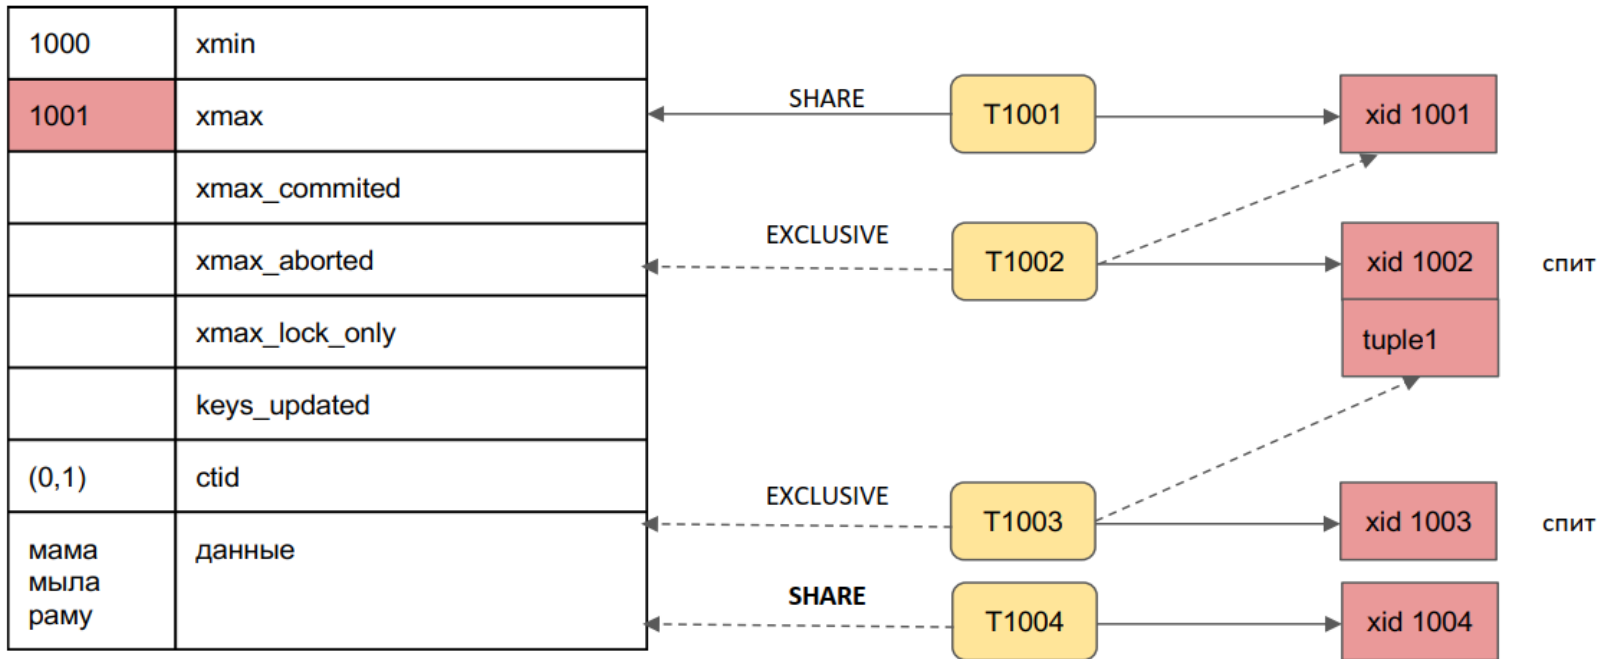 1000 xmin
1001 xmax
xmax_commited
xmax_aborted
xmax_lock_only
keys_updated
(0,1) ctid
мама данные
мыла
раму
SHARE
T1001
xid 1001
EXCLUSIVE
T1002
xid 1002
спит
tuple1
EXCLUSIVE
T1003
xid 1003
спит
SHARE
T1004
xid 1004